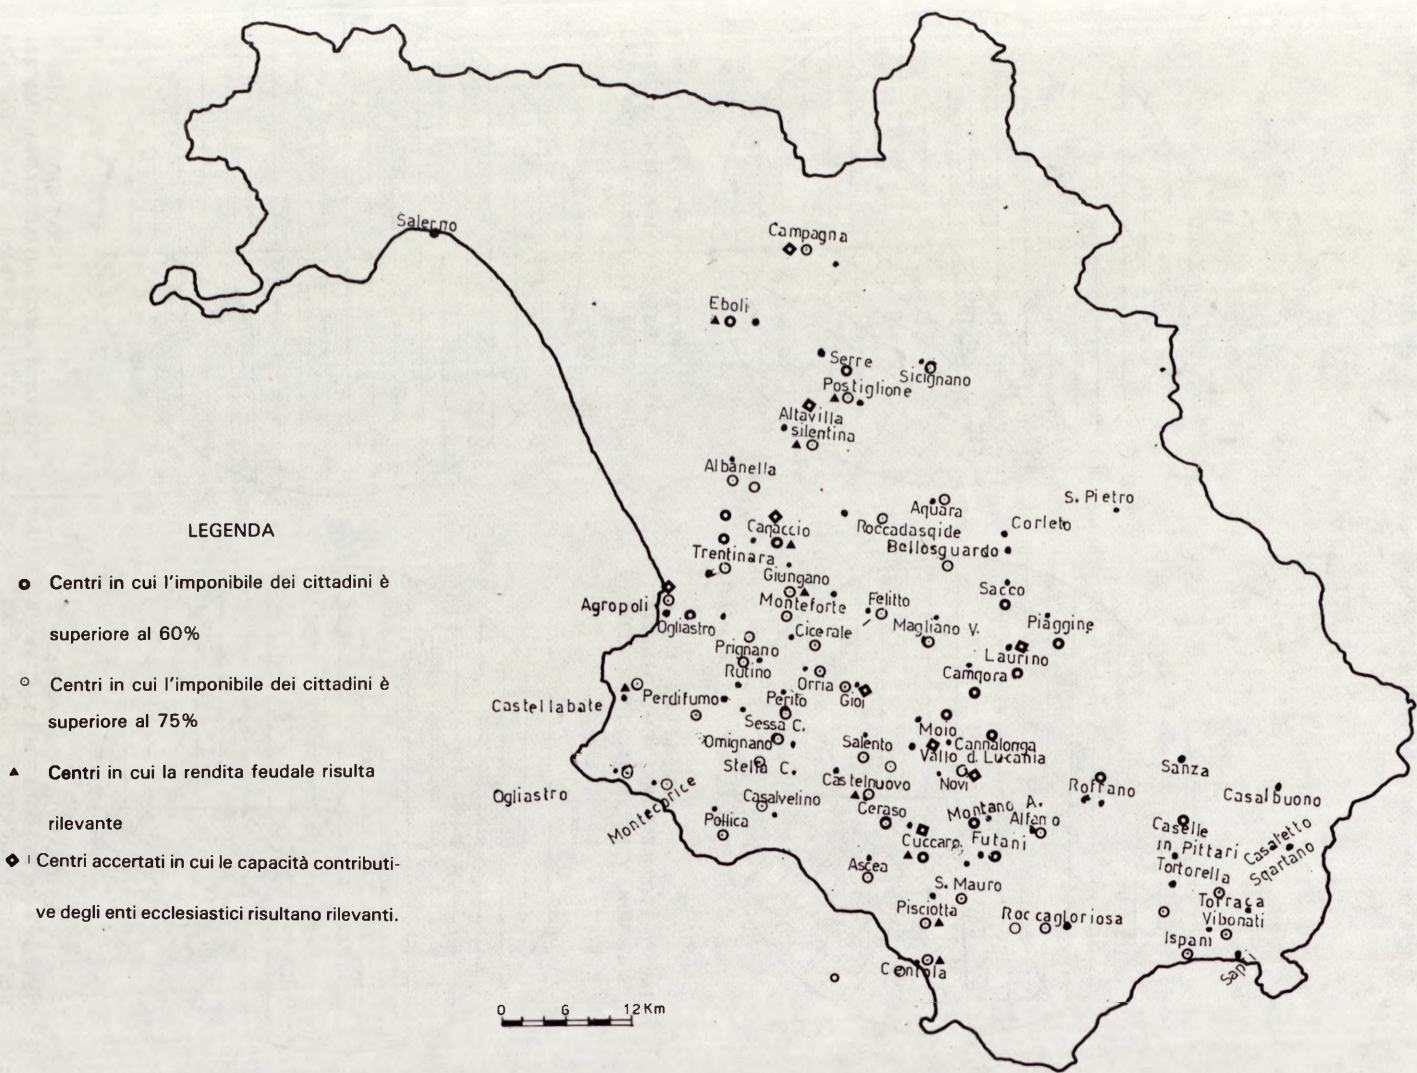 Salerno
Campagna
Eboli
Serre
Sicignano
Postiglione
Altavilla
silentina
Albanella
S. Pietro
Aquara
Corleto
Roccadasqide
Caqaccio
Bellosguardo
Trentinara
Giungano
Sacco
Felitto
Agropoli
Monteforte
Ogliastro
Cicerale
Magliano V.
Piaggine
Prignano
Laurino
Rutino
Orria
Camqora
Castellabate
Perdifumo
Perito
Gioi
Sessa C.
Moio
Omignano
Salento
Cannalonga
Vallo d. Lucania
Stella C.
Castelnuovo
Novi
Roffano
Sanza
Casalbuono
Ogliastro
Montecorice
Casalvelino
Pollica
Ceraso
Montano A.
Alfano
Cuccaro
Futani
Caselle
in Pittari
Casaletto
Sqartano
Tortorella
Ascea
S. Mauro
Torraca
Pisciotta
Roccagloriosa
Vibonati
Ispani
Sapri
Centola
LEGENDA
Centri in cui l'imponibile dei cittadini è
superiore al 60%
Centri in cui l'imponibile dei cittadini è
superiore al 75%
Centri in cui la rendita feudale risulta
rilevante
Centri accertati in cui le capacità contributi-
ve degli enti ecclesiastici risultano rilevanti.
0 6 12 Km